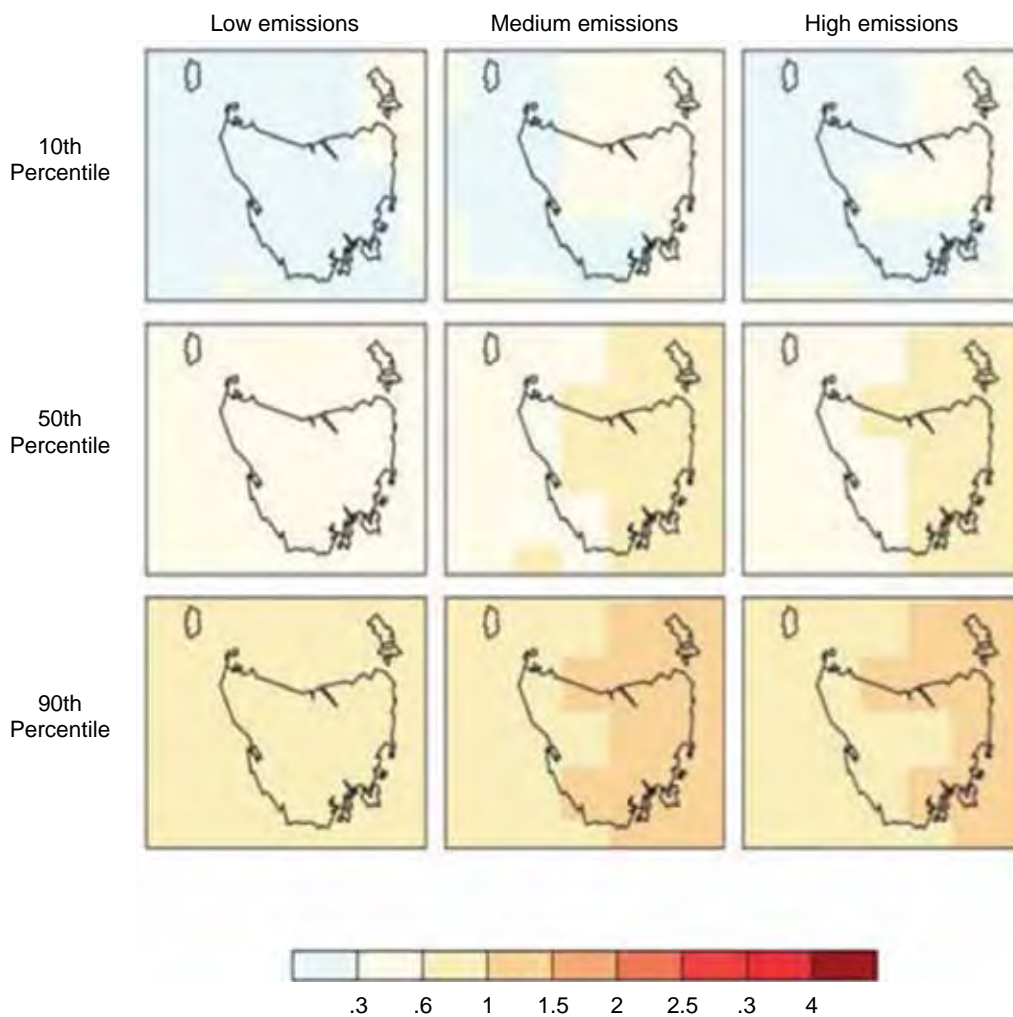 Low emissions
Medium emissions
High emissions
10th
Percentile
50th
Percentile
90th
Percentile
.3 .6 1 1.5 2 2.5 .3 4